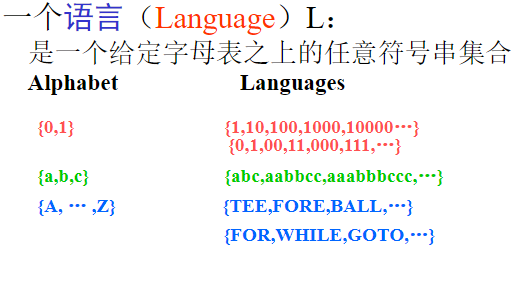 一个语言（Language）L：
是一个给定字母表之上的任意符号串集合
Alphabet Languages
{0,1} {1,10,100,1000,10000…}
{0,1,00,11,000,111,…}
{a,b,c} {abc,aabbcc,aaabbbccc,…}
{A, … ,Z} {TEE,FORE,BALL,…}
{FOR,WHILE,GOTO,…}